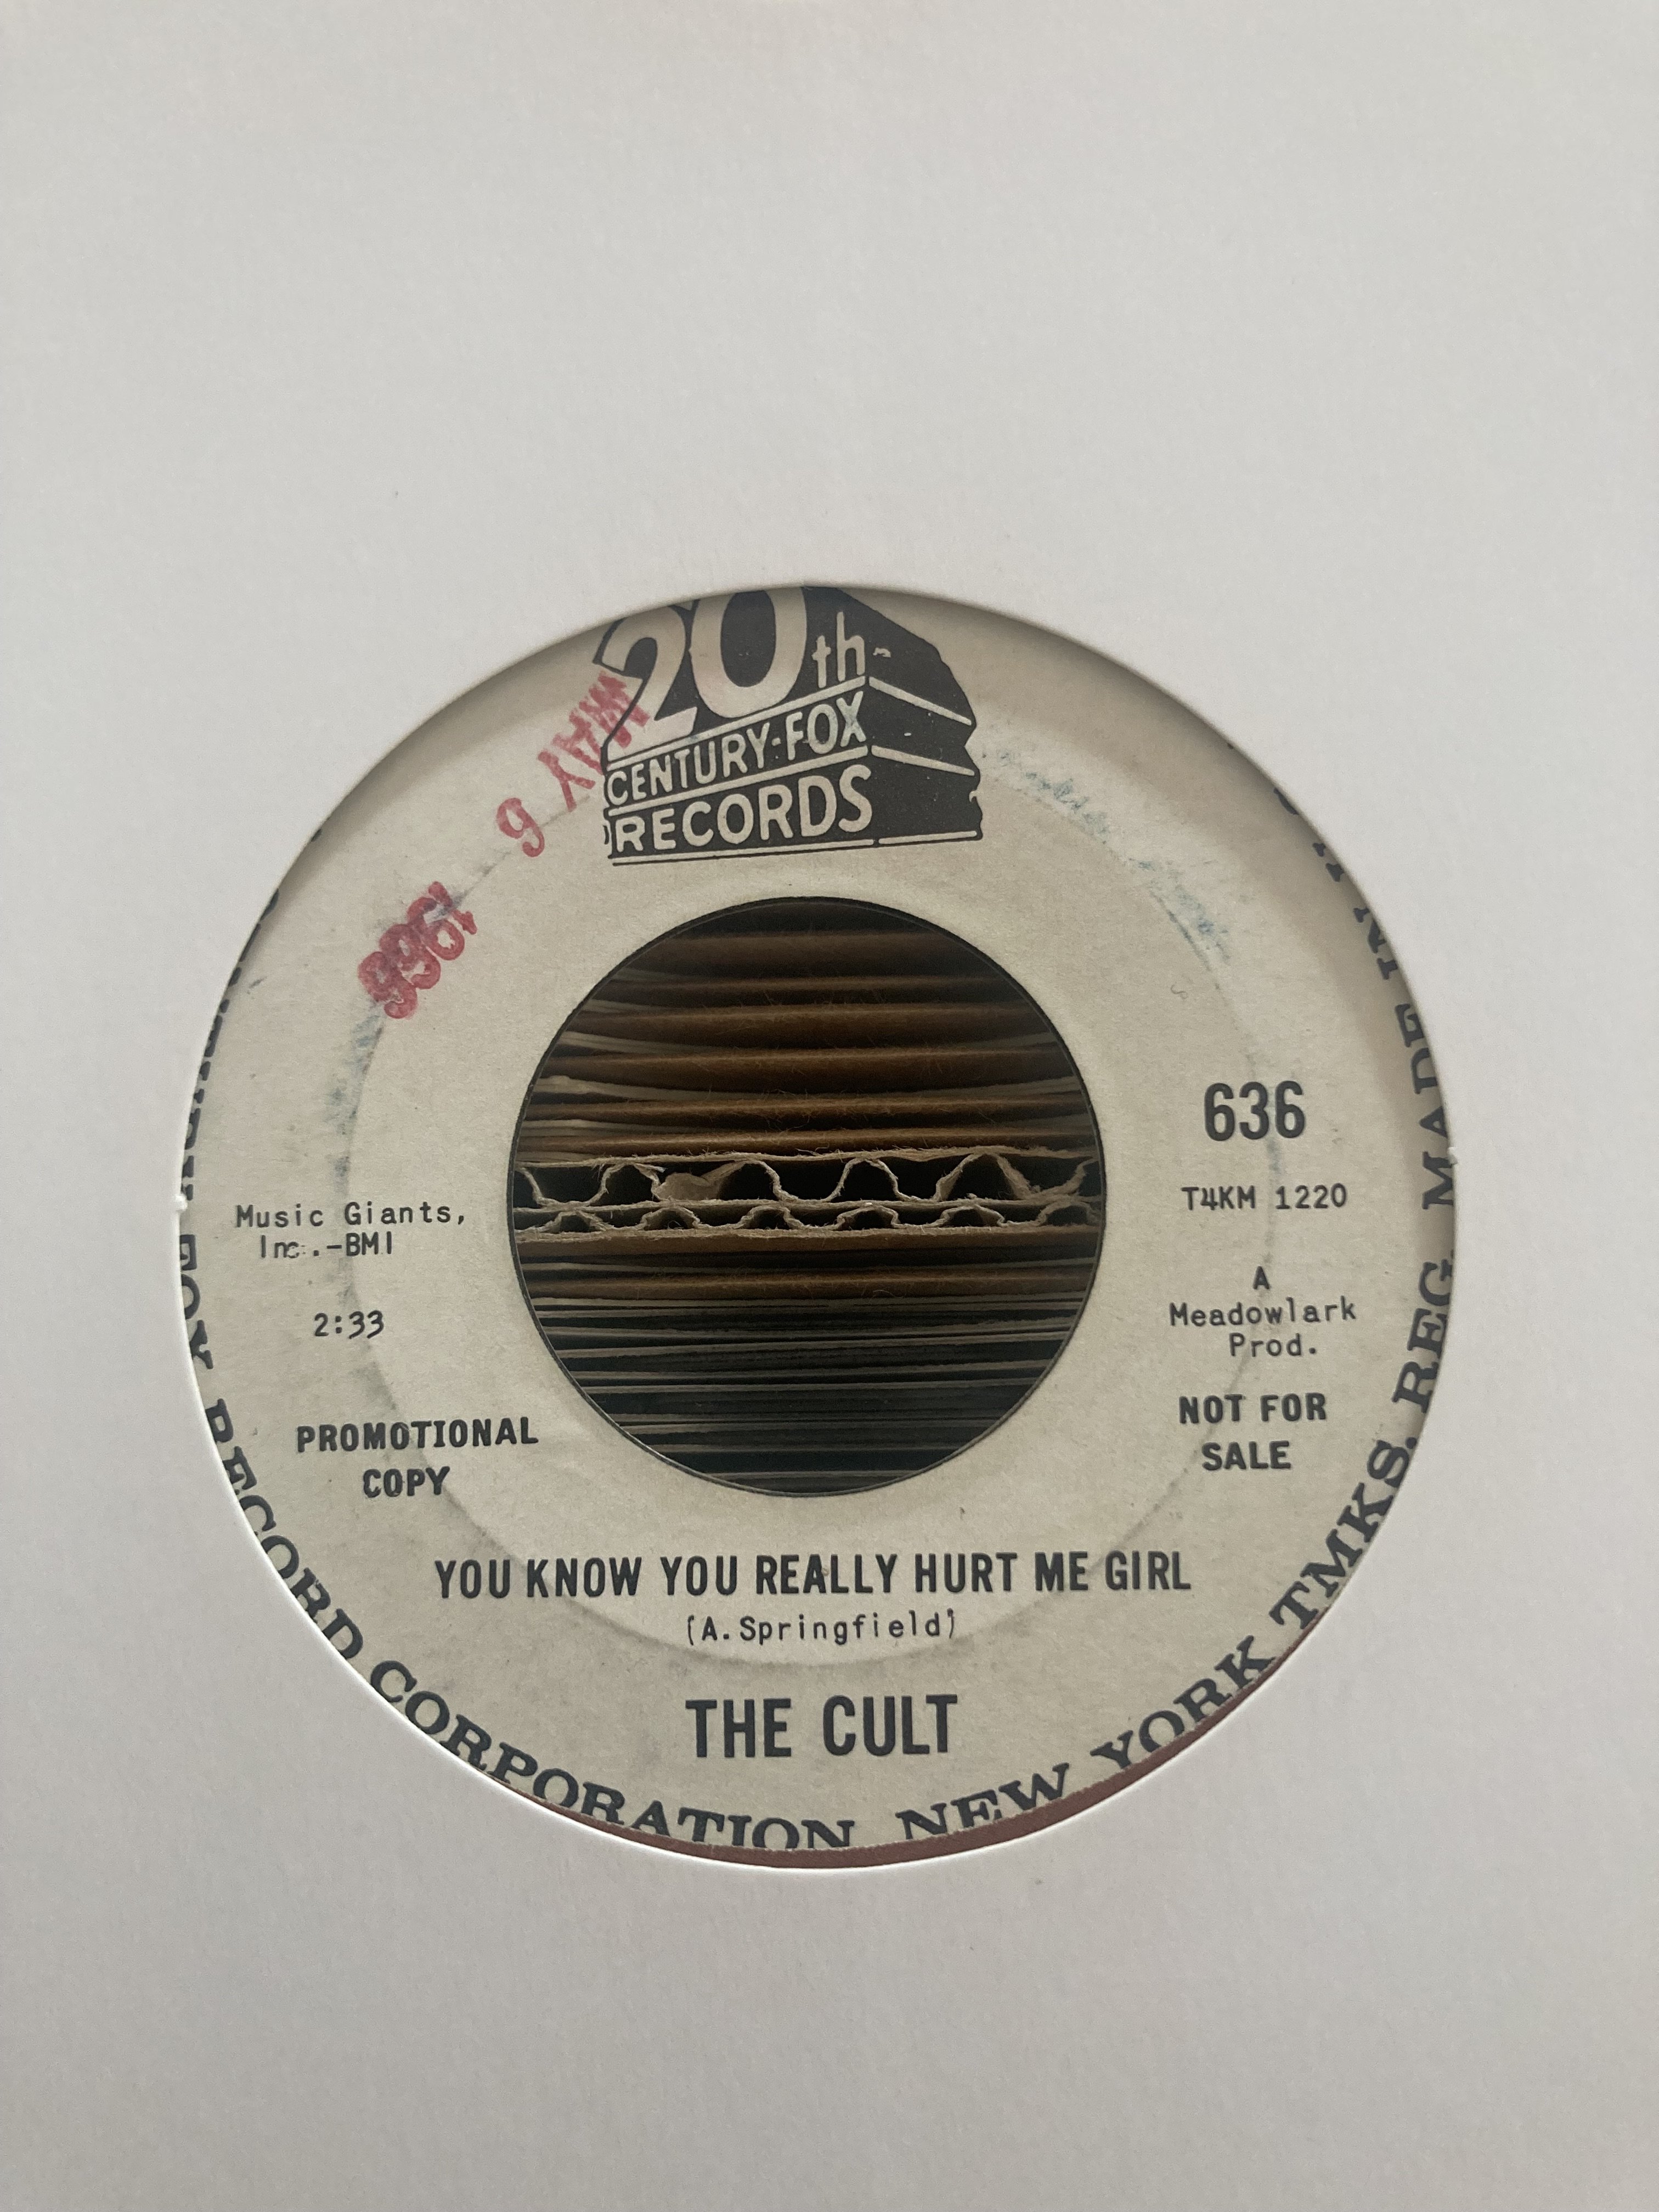 20th-
CENTURY-FOX
RECORDS
MAY 6 1966
636
T4KM 1220
Music Giants,
Inc.-BMI
2:33
A
Meadowlark
Prod.
PROMOTIONAL
COPY
NOT FOR
SALE
YOU KNOW YOU REALLY HURT ME GIRL
(A.Springfield)
THE CULT
FOX RECORD CORPORATION, NEW YORK TMKS. REG. MADE IN